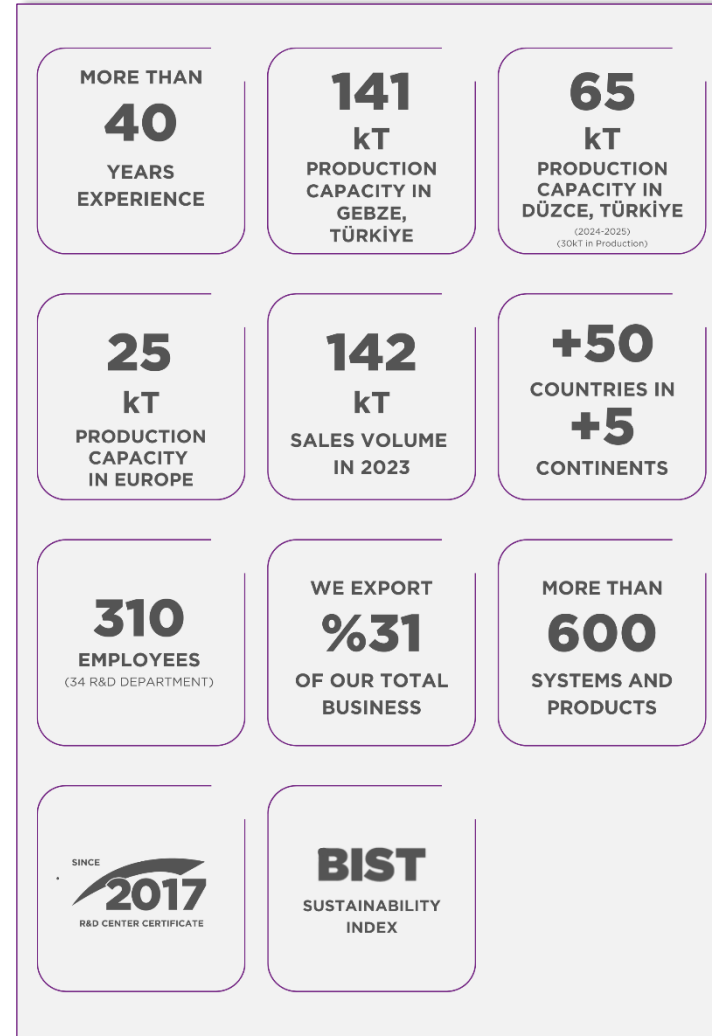 MORE THAN
40
YEARS
EXPERIENCE
141
kT
PRODUCTION
CAPACITY IN
GEBZE,
TÜRKİYE
65
kT
PRODUCTION
CAPACITY IN
DÜZCE, TÜRKİYE
(2024-2025)
(30kT in Production)
25
kT
PRODUCTION
CAPACITY
IN EUROPE
142
kT
SALES VOLUME
IN 2023
+50
COUNTRIES IN
+5
CONTINENTS
310
EMPLOYEES
(34 R&D DEPARTMENT)
WE EXPORT
%31
OF OUR TOTAL
BUSINESS
MORE THAN
600
SYSTEMS AND
PRODUCTS
SINCE
2017
R&D CENTER CERTIFICATE
BIST
SUSTAINABILITY
INDEX